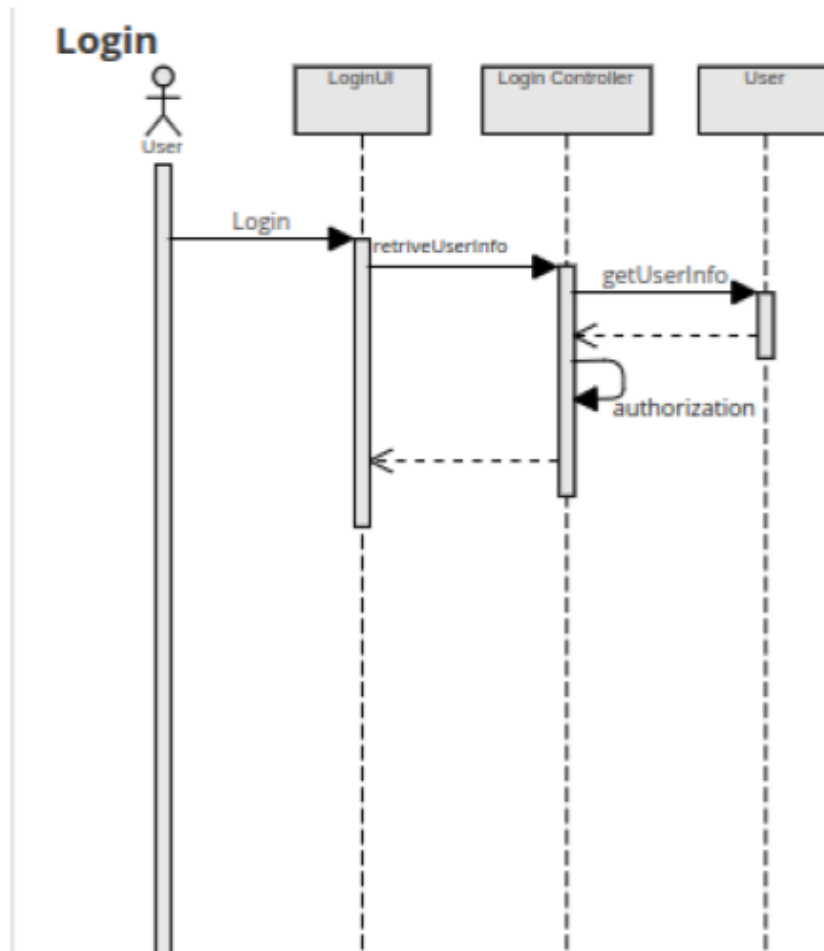 Login
LoginUI
Login Controller
User
User
Login
retriveUserInfo
getUserInfo
authorization